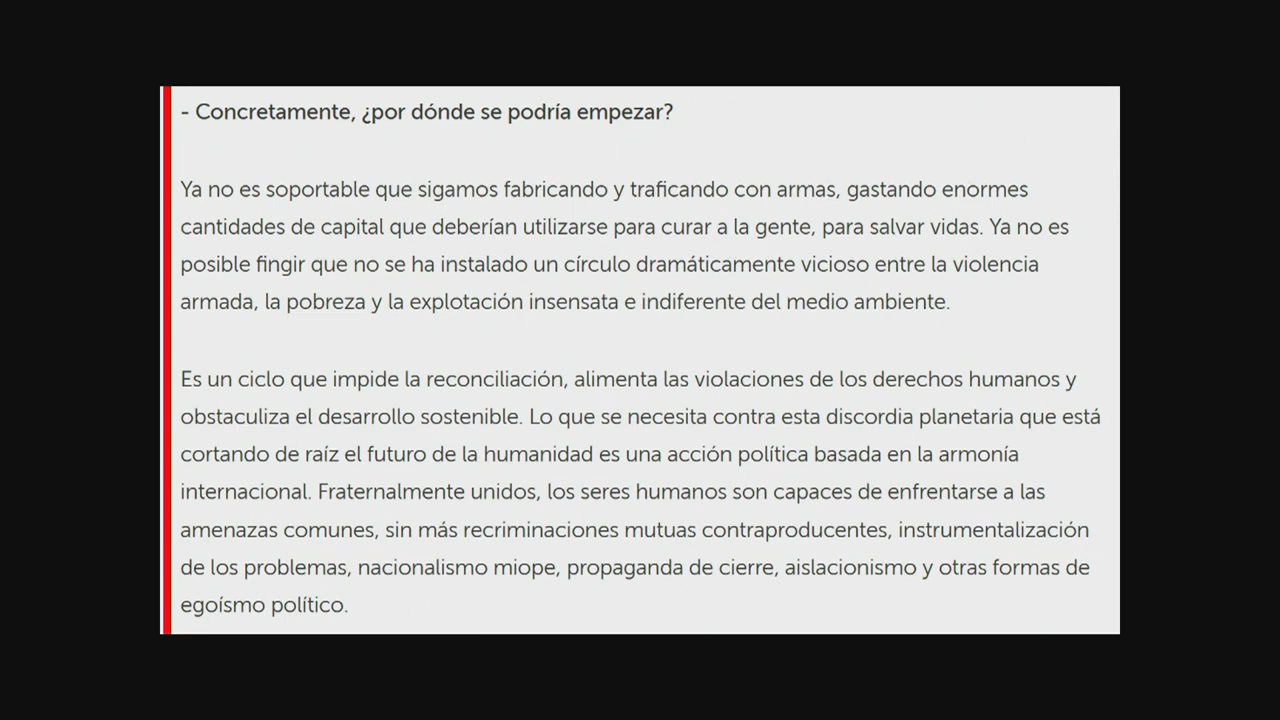 - Concretamente, ¿por dónde se podría empezar?
Ya no es soportable que sigamos fabricando y traficando con armas, gastando enormes
cantidades de capital que deberían utilizarse para curar a la gente, para salvar vidas. Ya no es
posible fingir que no se ha instalado un círculo dramáticamente vicioso entre la violencia
armada, la pobreza y la explotación insensata e indiferente del medio ambiente.
Es un ciclo que impide la reconciliación, alimenta las violaciones de los derechos humanos y
obstaculiza el desarrollo sostenible. Lo que se necesita contra esta discordia planetaria que está
cortando de raíz el futuro de la humanidad es una acción política basada en la armonía
internacional. Fraternalmente unidos, los seres humanos son capaces de enfrentarse a las
amenazas comunes, sin más recriminaciones mutuas contraproducentes, instrumentalización
de los problemas, nacionalismo miope, propaganda de cierre, aislacionismo y otras formas de
egoísmo político.